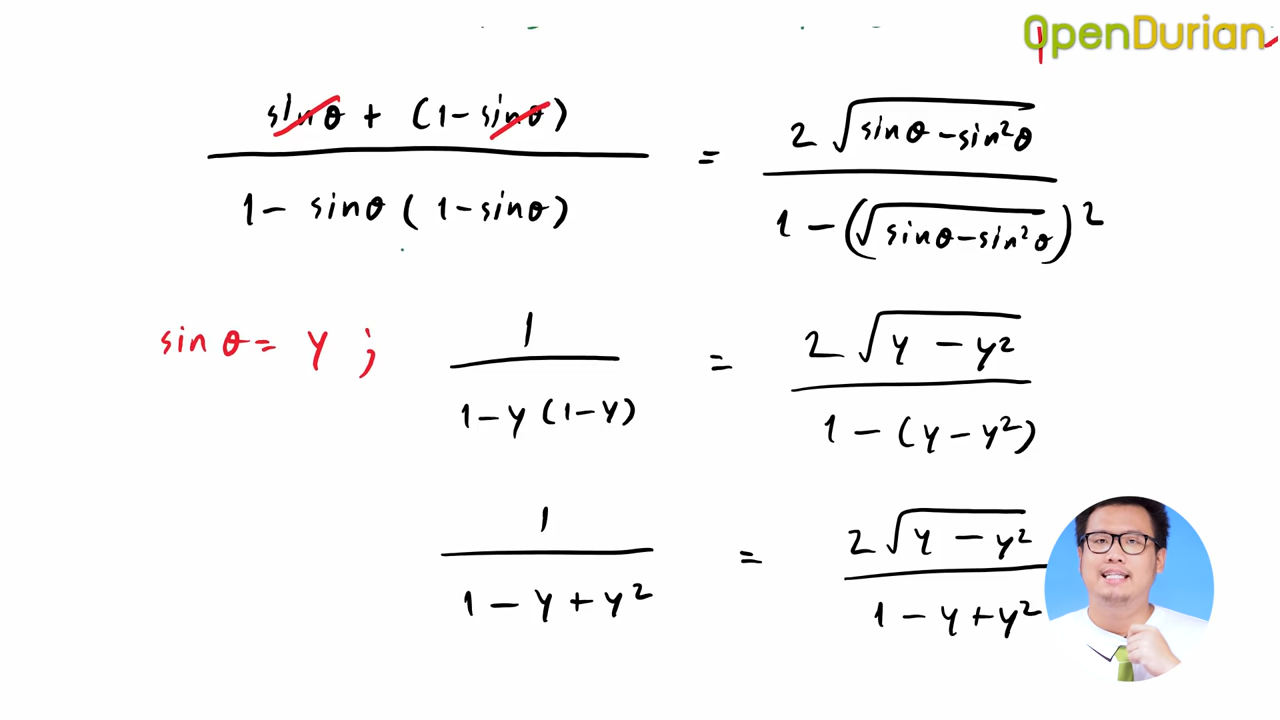 OpenDurian
sinθ + (1 - sinθ) / 1 - sinθ (1 - sinθ) = 2√(sinθ - sin²θ) / 1 - (√(sinθ - sin²θ))²
sin θ = y ; 1 / 1 - y (1 - y) = 2√(y - y²) / 1 - (y - y²)
1 / 1 - y + y² = 2√(y - y²) / 1 - y + y²